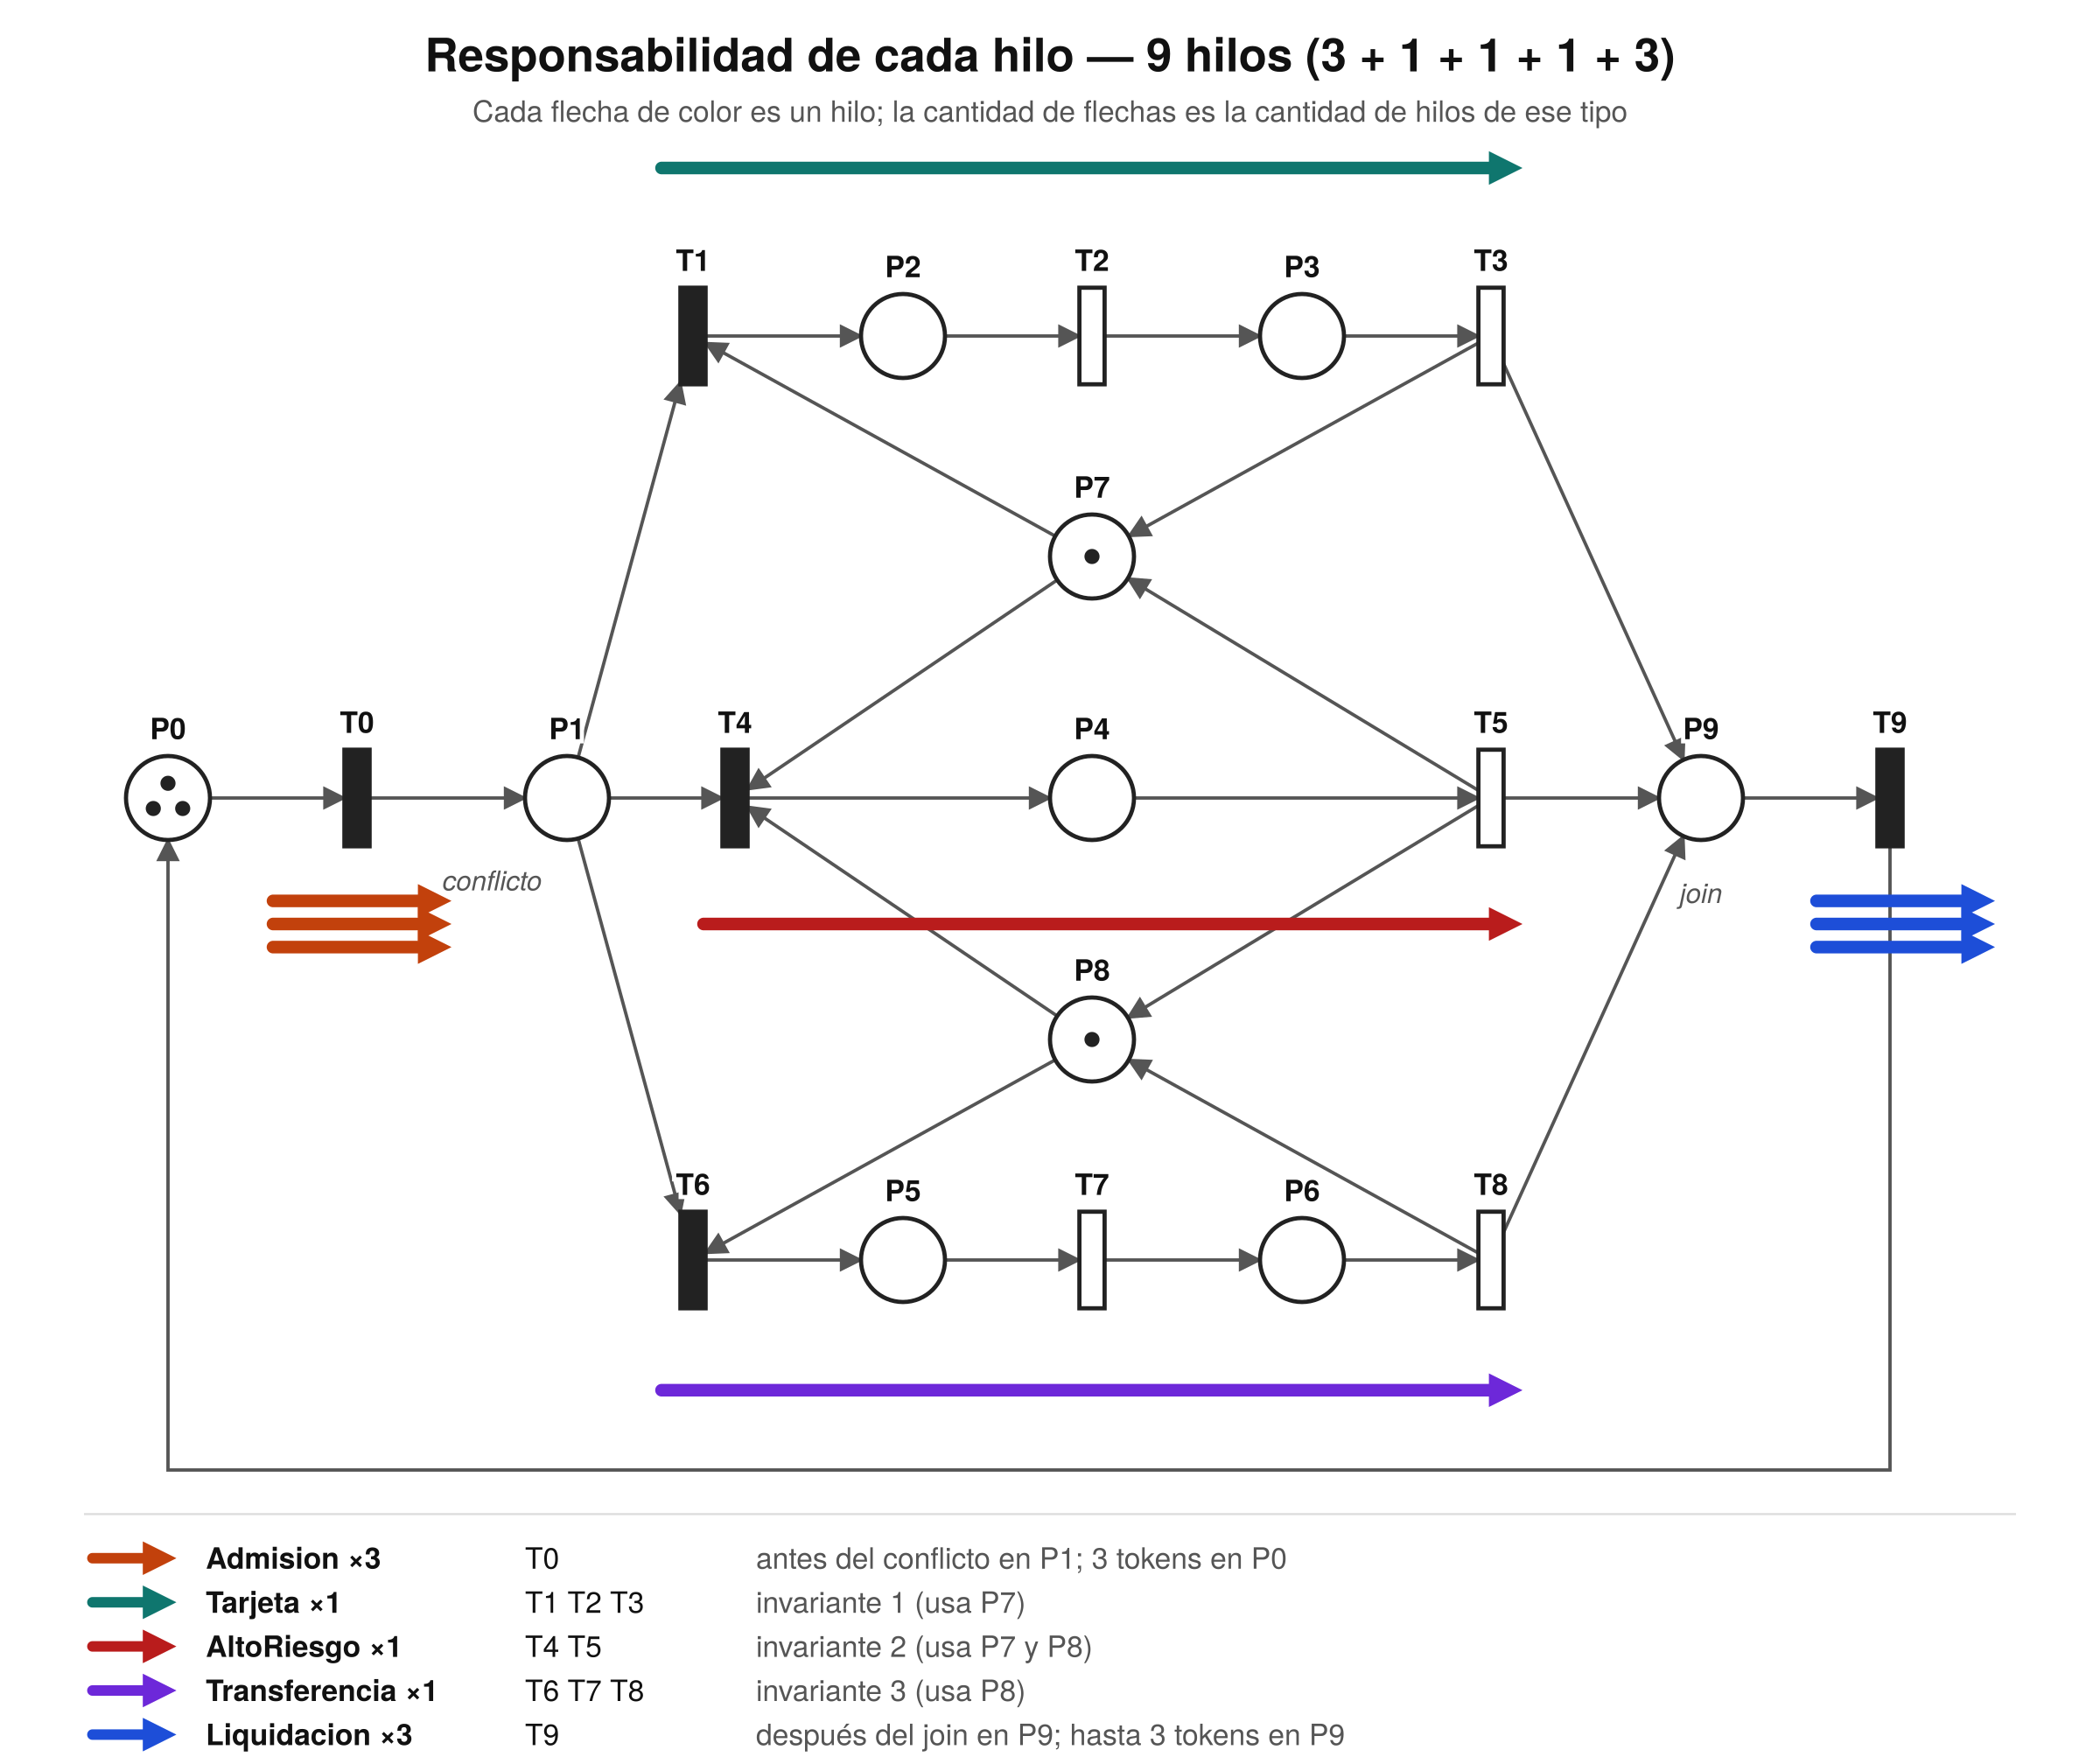 Responsabilidad de cada hilo — 9 hilos (3 + 1 + 1 + 1 + 3)
Cada flecha de color es un hilo; la cantidad de flechas es la cantidad de hilos de ese tipo
T1 P2 T2 P3 T3
P7
P0 T0 P1 T4 P4 T5 P9 T9
conflicto join
P8
T6 P5 T7 P6 T8
Admision ×3 T0 antes del conflicto en P1; 3 tokens en P0
Tarjeta ×1 T1 T2 T3 invariante 1 (usa P7)
AltoRiesgo ×1 T4 T5 invariante 2 (usa P7 y P8)
Transferencia ×1 T6 T7 T8 invariante 3 (usa P8)
Liquidacion ×3 T9 después del join en P9; hasta 3 tokens en P9